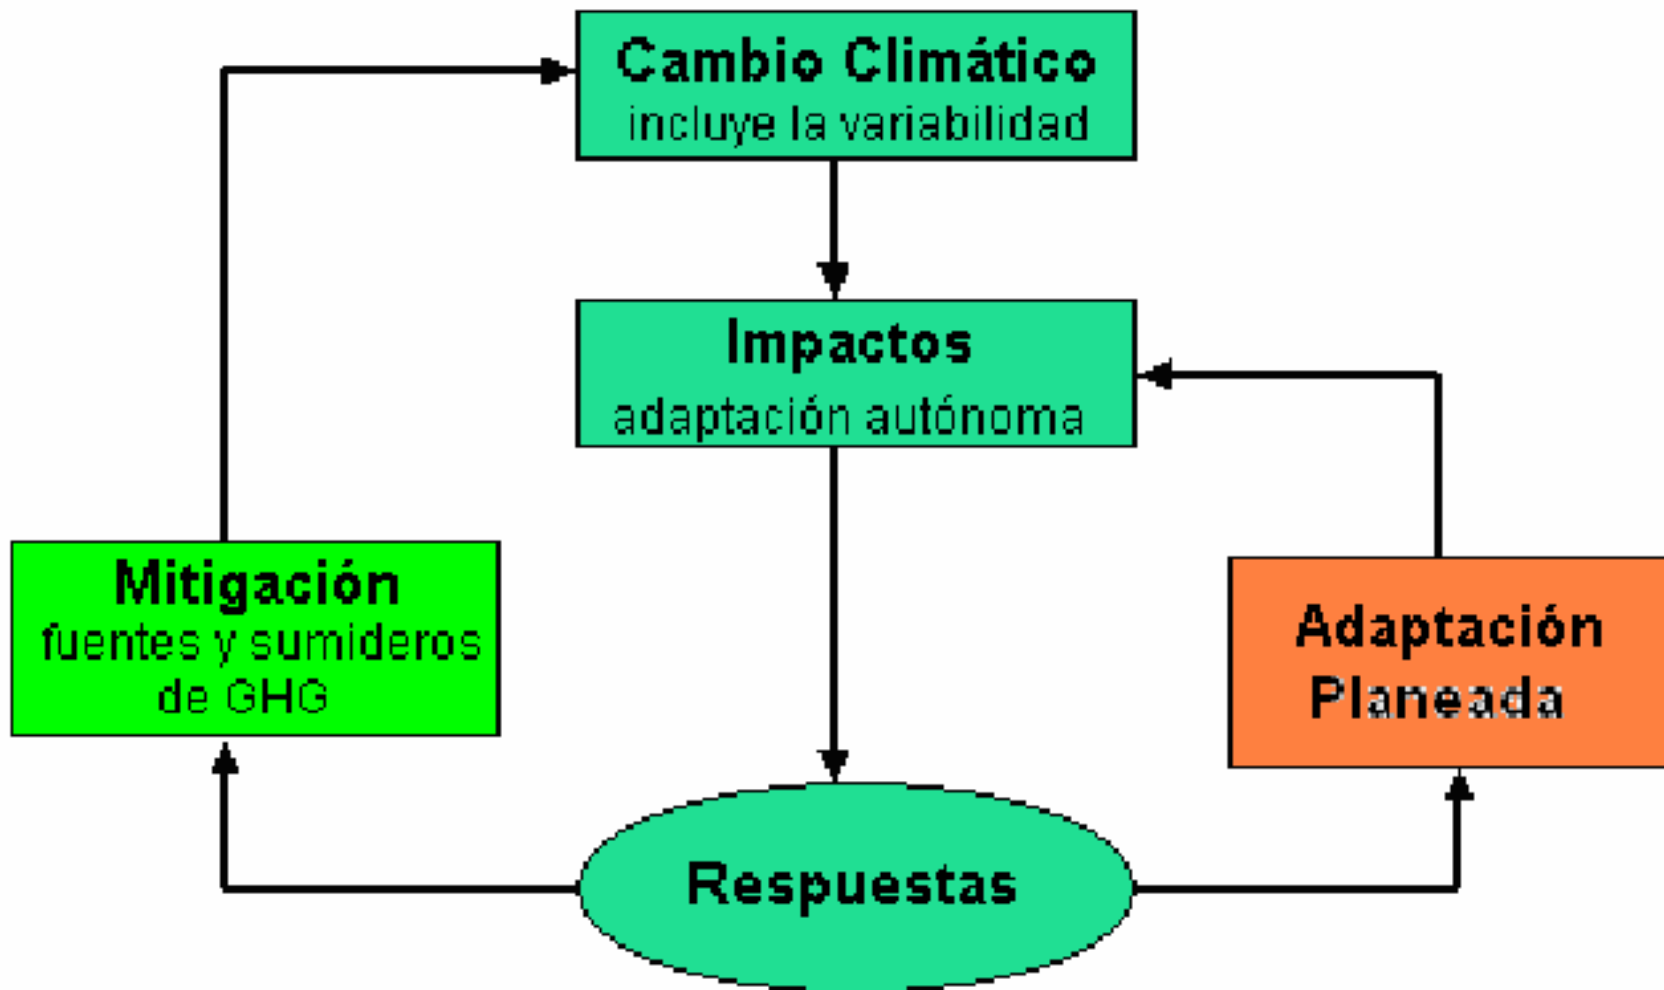 Cambio Climático
incluye la variabilidad
Impactos
adaptación autónoma
Mitigación
fuentes y sumideros
de GHG
Adaptación
Planeada
Respuestas